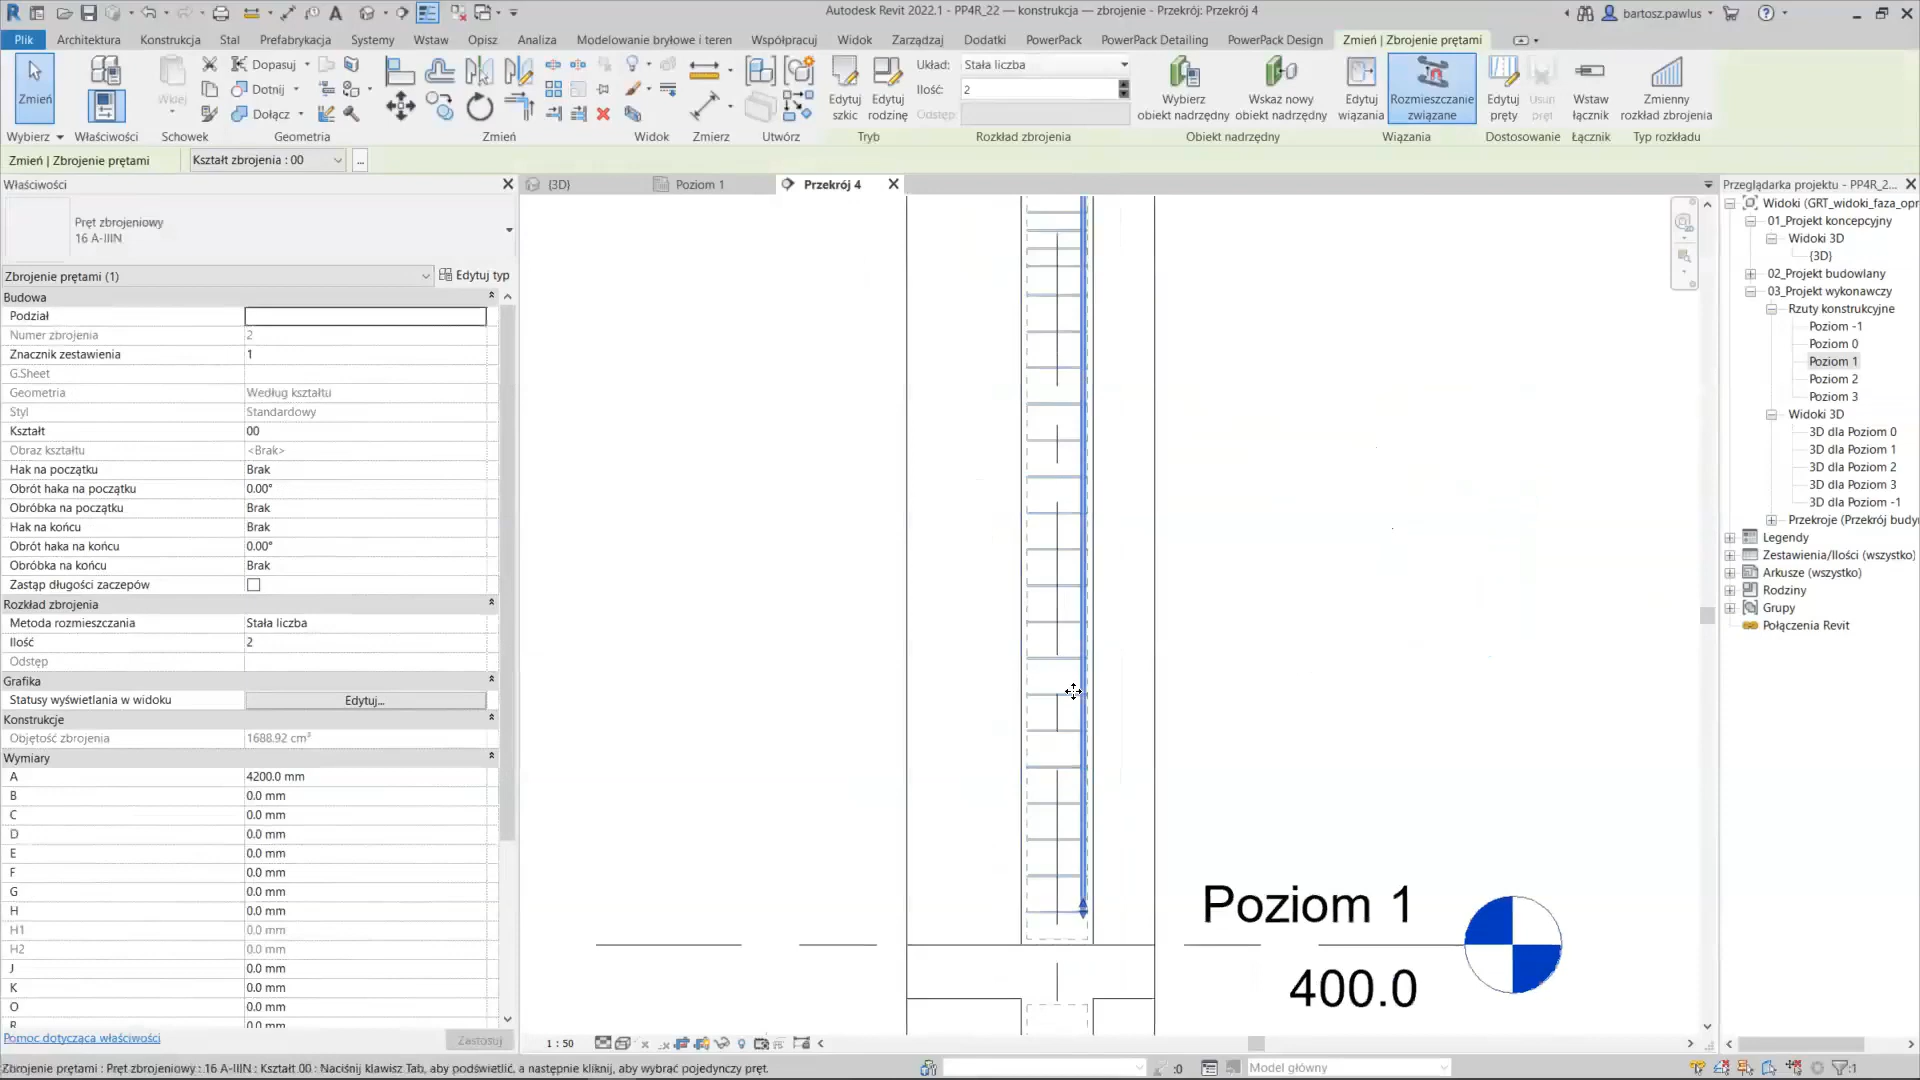 Autodesk Revit 2022.1 - PP4R_22 — konstrukcja — zbrojenie - Przekrój: Przekrój 4
bartosz.pawlus
Plik Architektura Konstrukcja Stal Prefabrykacja Systemy Wstaw Opisz Analiza Modelowanie bryłowe i teren Współpracuj Widok Zarządzaj Dodatki PowerPack PowerPack Detailing PowerPack Design Zmień | Zbrojenie prętami
Zmień
Wklej
Dopasuj
Dotnij
Dołącz
Edytuj szkic
Edytuj rodzinę
Układ: Stała liczba
Ilość: 2
Odstęp:
Wybierz obiekt nadrzędny
Wskaz nowy obiekt nadrzędny
Edytuj wiązania
Rozmieszczanie związane
Edytuj pręty
Usuń pręt
Wstaw łącznik
Zmienny rozkład zbrojenia
Wybierz Właściwości Schowek Geometria Zmień Widok Zmierz Utwórz Tryb Rozkład zbrojenia Obiekt nadrzędny Wiązania Dostosowanie Łącznik Typ rozkładu
Zmień | Zbrojenie prętami Kształt zbrojenia : 00 ...
Właściwości
{3D} Poziom 1 Przekrój 4
Pręt zbrojeniowy
16 A-IIIN
Zbrojenie prętami (1) Edytuj typ
Budowa
Podział
Numer zbrojenia 2
Znacznik zestawienia 1
G.Sheet
Geometria Według kształtu
Styl Standardowy
Kształt 00
Obraz kształtu <Brak>
Hak na początku Brak
Obrót haka na początku 0.00°
Obróbka na początku Brak
Hak na końcu Brak
Obrót haka na końcu 0.00°
Obróbka na końcu Brak
Zastąp długości zaczepów
Rozkład zbrojenia
Metoda rozmieszczania Stała liczba
Ilość 2
Odstęp
Grafika
Statusy wyświetlania w widoku Edytuj...
Konstrukcje
Objętość zbrojenia 1688.92 cm³
Wymiary
A 4200.0 mm
B 0.0 mm
C 0.0 mm
D 0.0 mm
E 0.0 mm
F 0.0 mm
G 0.0 mm
H 0.0 mm
H1 0.0 mm
H2 0.0 mm
J 0.0 mm
K 0.0 mm
O 0.0 mm
R 0.0 mm
Pomoc dotycząca właściwości Zastosuj
Poziom 1
400.0
Przeglądarka projektu - PP4R_2...
Widoki (GRT_widoki_faza_opr
01_Projekt koncepcyjny
Widoki 3D
{3D}
02_Projekt budowlany
03_Projekt wykonawczy
Rzuty konstrukcyjne
Poziom -1
Poziom 0
Poziom 1
Poziom 2
Poziom 3
Widoki 3D
3D dla Poziom 0
3D dla Poziom 1
3D dla Poziom 2
3D dla Poziom 3
3D dla Poziom -1
Przekroje (Przekrój budy
Legendy
Zestawienia/Ilości (wszystko)
Arkusze (wszystko)
Rodziny
Grupy
Połączenia Revit
1 : 50
Zbrojenie prętami : Pręt zbrojeniowy : 16 A-IIIN : Kształt 00 : Naciśnij klawisz Tab, aby podświetlić, a następnie kliknij, aby wybrać pojedynczy pręt.
:0
Model główny
:1